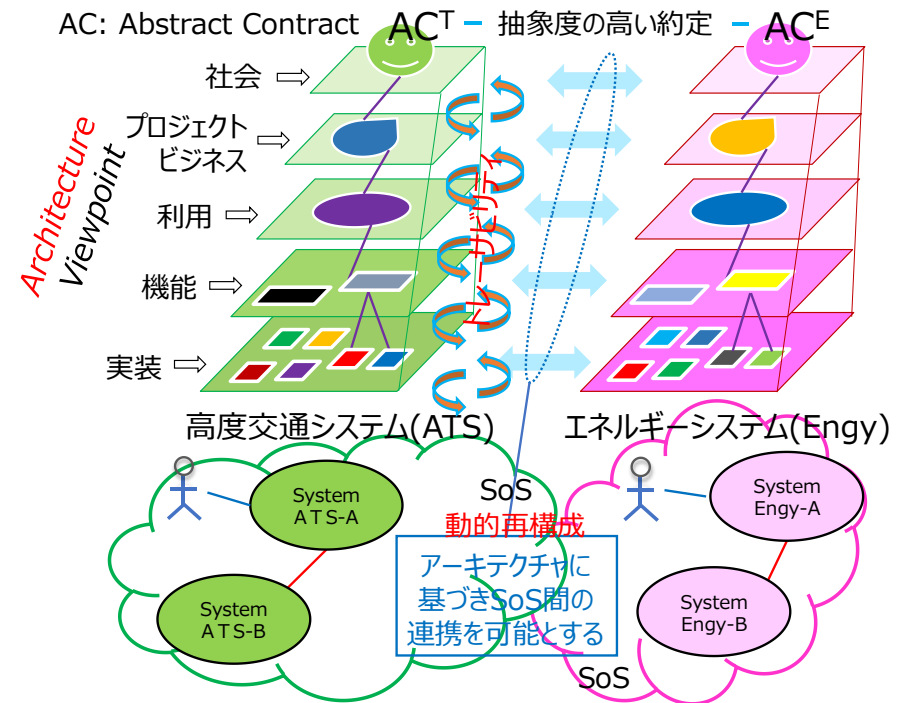 AC: Abstract Contract
ACᵀ − 抽象度の高い約定 − ACᴱ
社会 ⇨
プロジェクト
ビジネス ⇨
利用 ⇨
機能 ⇨
実装 ⇨
Architecture
Viewpoint
トレーサビリティ
高度交通システム(ATS)
エネルギーシステム(Engy)
System
ATS-A
System
ATS-B
SoS
動的再構成
アーキテクチャに
基づきSoS間の
連携を可能とする
System
Engy-A
System
Engy-B
SoS